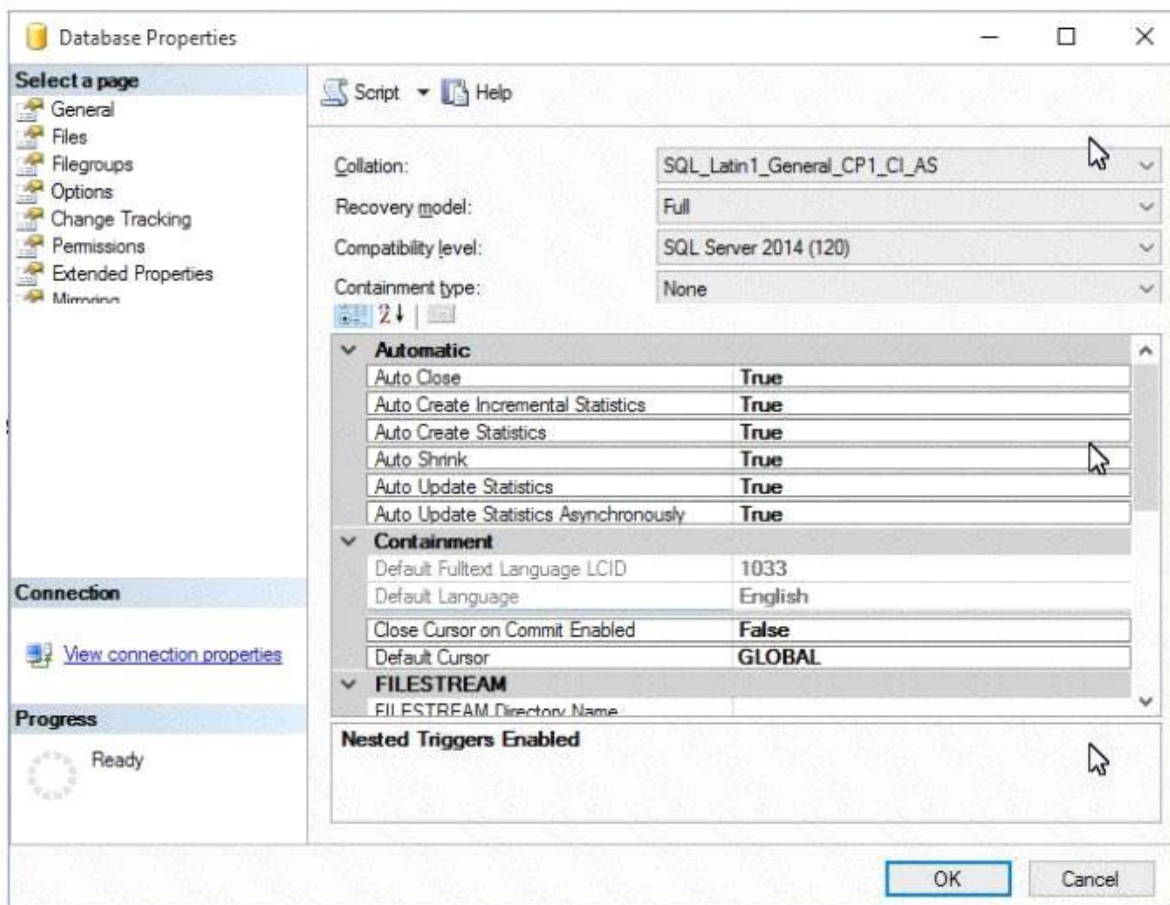 Database Properties
Select a page
General
Files
Filegroups
Options
Change Tracking
Permissions
Extended Properties
Mirroring
Connection
View connection properties
Progress
Ready
Script Help
Collation: SQL_Latin1_General_CP1_CI_AS
Recovery model: Full
Compatibility level: SQL Server 2014 (120)
Containment type: None
Automatic
Auto Close True
Auto Create Incremental Statistics True
Auto Create Statistics True
Auto Shrink True
Auto Update Statistics True
Auto Update Statistics Asynchronously True
Containment
Default Fulltext Language LCID 1033
Default Language English
Close Cursor on Commit Enabled False
Default Cursor GLOBAL
FILESTREAM
FILESTREAM Directory Name
Nested Triggers Enabled
OK Cancel